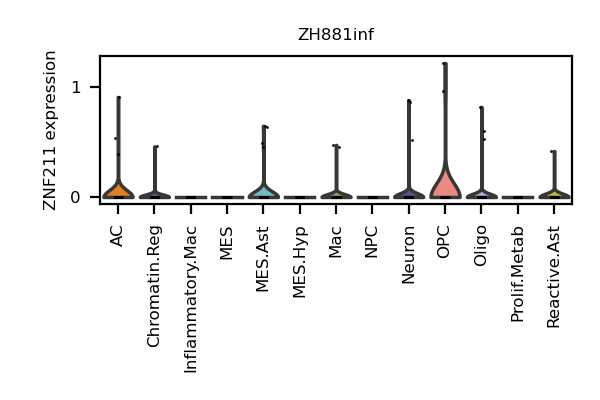 ZH881inf
ZNF211 expression
1
0
AC
Chromatin.Reg
Inflammatory.Mac
MES
MES.Ast
MES.Hyp
Mac
NPC
Neuron
OPC
Oligo
Prolif.Metab
Reactive.Ast